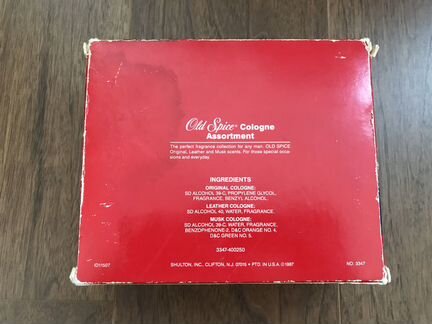 Old Spice Cologne
Assortment
The perfect fragrance collection for any man. OLD SPICE
Original, Leather and Musk scents. For those special occa-
sions and everyday.
INGREDIENTS
ORIGINAL COLOGNE:
SD ALCOHOL 39-C, PROPYLENE GLYCOL,
FRAGRANCE, BENZYL ALCOHOL.
LEATHER COLOGNE:
SD ALCOHOL 40, WATER, FRAGRANCE.
MUSK COLOGNE:
SD ALCOHOL 39-C, WATER, FRAGRANCE,
BENZOPHENONE-2, D&C ORANGE NO. 4,
D&C GREEN NO. 5.
3347-400250
SHULTON, INC., CLIFTON, N.J. 07015 • PTD. IN U.S.A. ©1987
NO. 3347